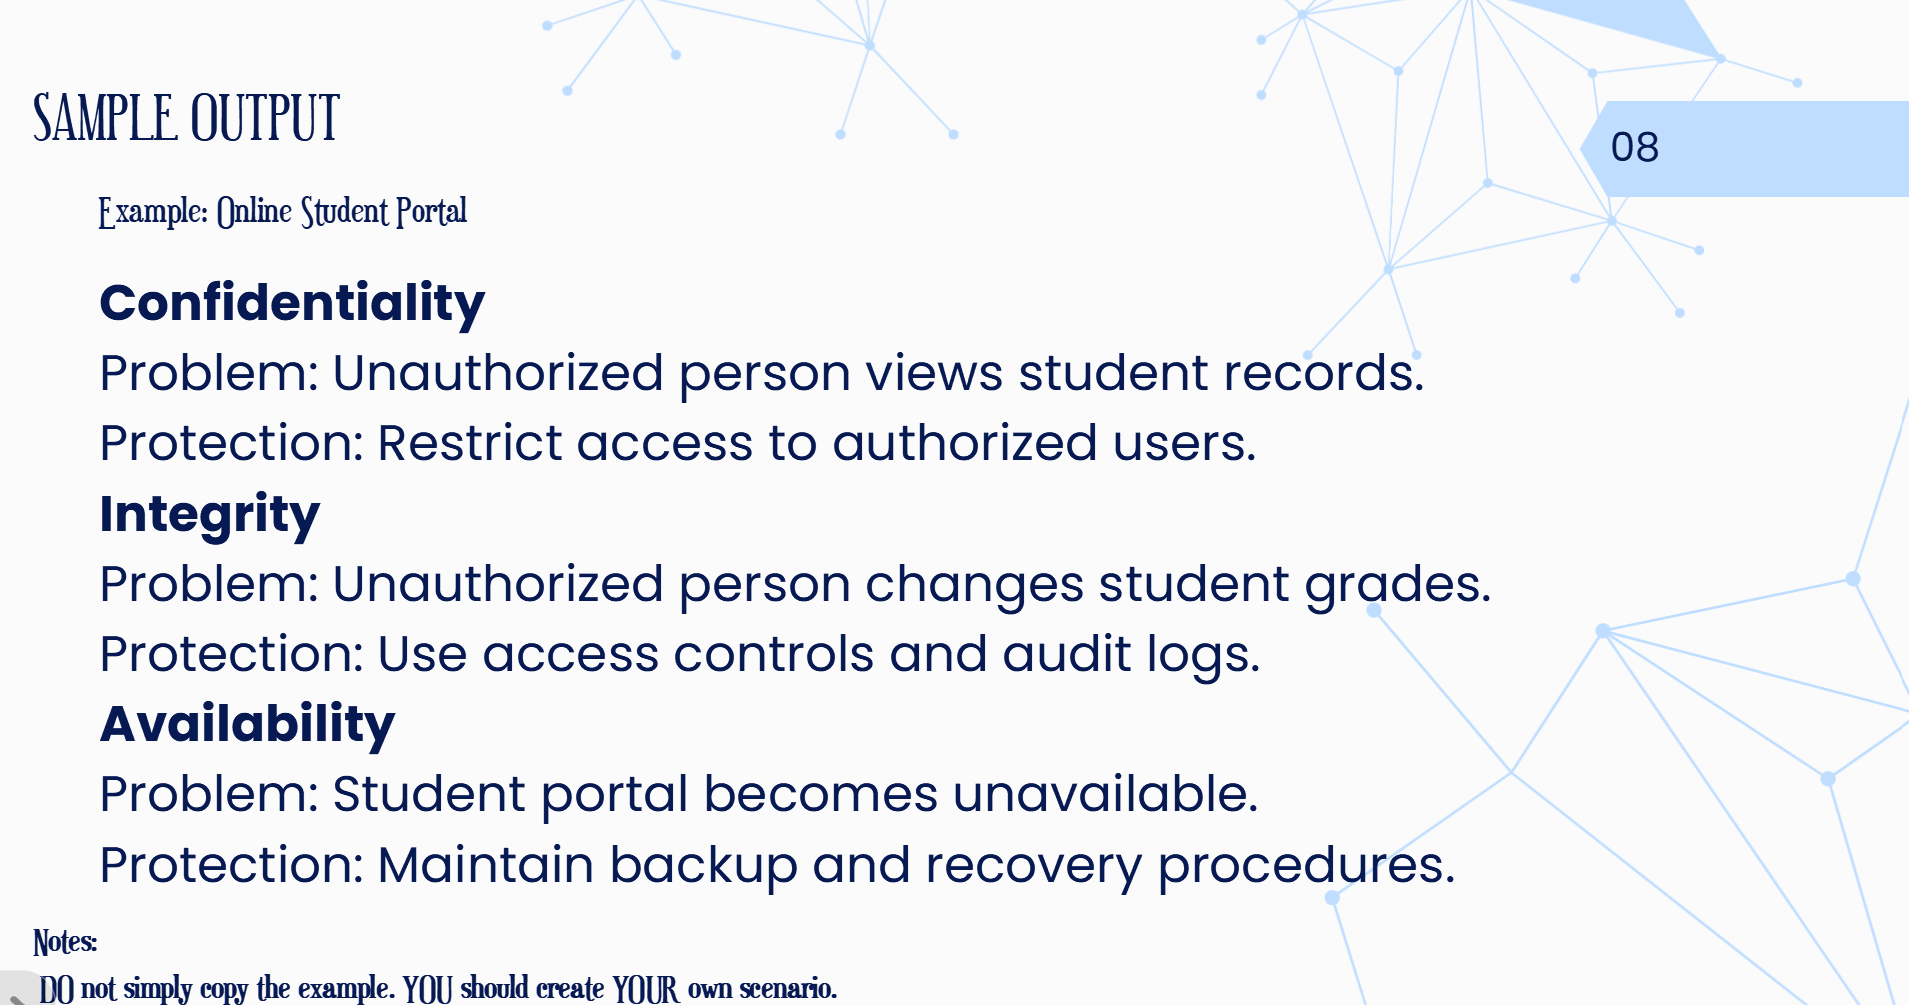 SAMPLE OUTPUT
08
Example: Online Student Portal
Confidentiality
Problem: Unauthorized person views student records.
Protection: Restrict access to authorized users.
Integrity
Problem: Unauthorized person changes student grades.
Protection: Use access controls and audit logs.
Availability
Problem: Student portal becomes unavailable.
Protection: Maintain backup and recovery procedures.
Notes:
DO not simply copy the example. YOU should create YOUR own scenario.